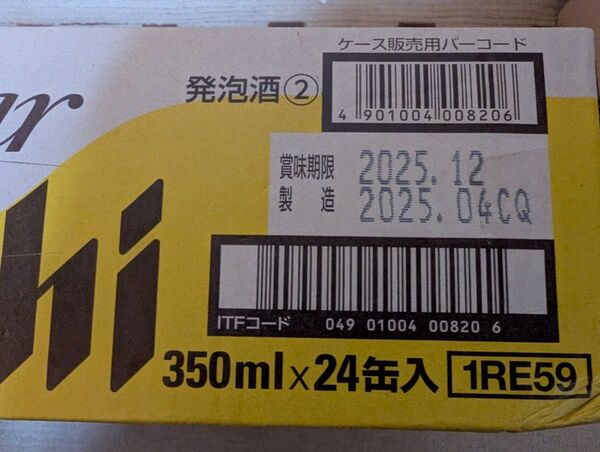 ケース販売用バーコード
発泡酒②
4 901004 008206
賞味期限 2025.12
製造 2025.04CQ
ITFコード 049 01004 00820 6
hi
350ml×24缶入 1RE59